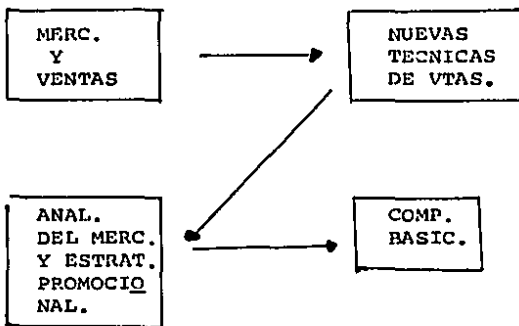 MERC.
Y
VENTAS
NUEVAS
TECNICAS
DE VTAS.
ANAL.
DEL MERC.
Y ESTRAT.
PROMOCIO
NAL.
COMP.
BASIC.